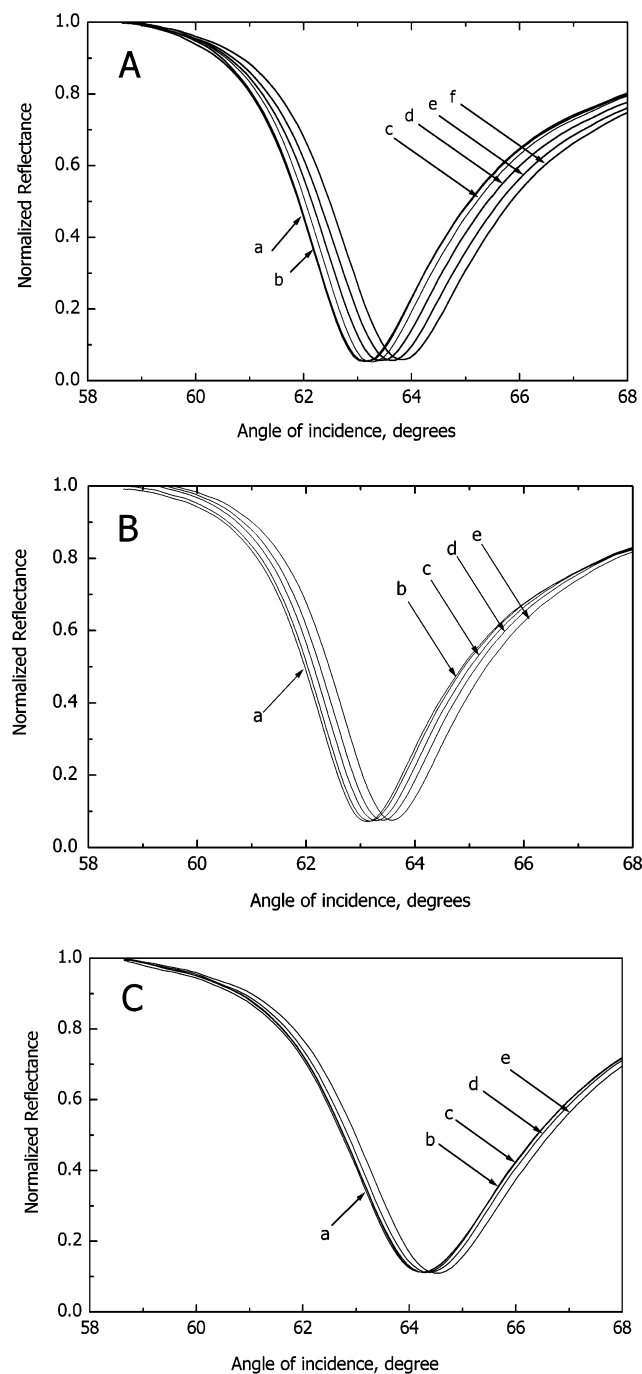 A
1.0
0.8
0.6
0.4
0.2
0.0
Normalized Reflectance
a
b
c
d
e
f
58 60 62 64 66 68
Angle of incidence, degrees
B
1.0
0.8
0.6
0.4
0.2
0.0
Normalized Reflectance
a
b
c
d
e
58 60 62 64 66 68
Angle of incidence, degrees
C
1.0
0.8
0.6
0.4
0.2
0.0
Normalized Reflectance
a
b
c
d
e
58 60 62 64 66 68
Angle of incidence, degree